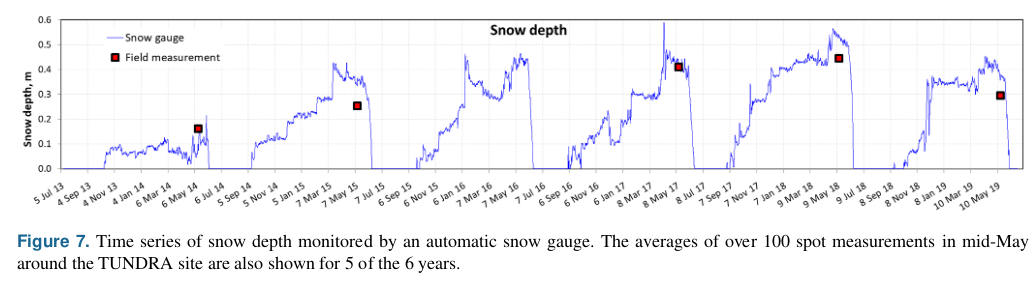 Snow depth
Snow gauge
Field measurement
Snow depth, m
0.6
0.5
0.4
0.3
0.2
0.1
0.0
5 Jul 13
4 Sep 13
4 Nov 13
4 Jan 14
6 Mar 14
6 May 14
6 Jul 14
5 Sep 14
5 Nov 14
5 Jan 15
7 Mar 15
7 May 15
7 Jul 15
6 Sep 15
6 Nov 15
6 Jan 16
7 Mar 16
7 May 16
7 Jul 16
6 Sep 16
6 Nov 16
6 Jan 17
8 Mar 17
8 May 17
8 Jul 17
7 Sep 17
7 Nov 17
7 Jan 18
9 Mar 18
9 May 18
9 Jul 18
8 Sep 18
8 Nov 18
8 Jan 19
10 Mar 19
10 May 19
Figure 7. Time series of snow depth monitored by an automatic snow gauge. The averages of over 100 spot measurements in mid-May
around the TUNDRA site are also shown for 5 of the 6 years.